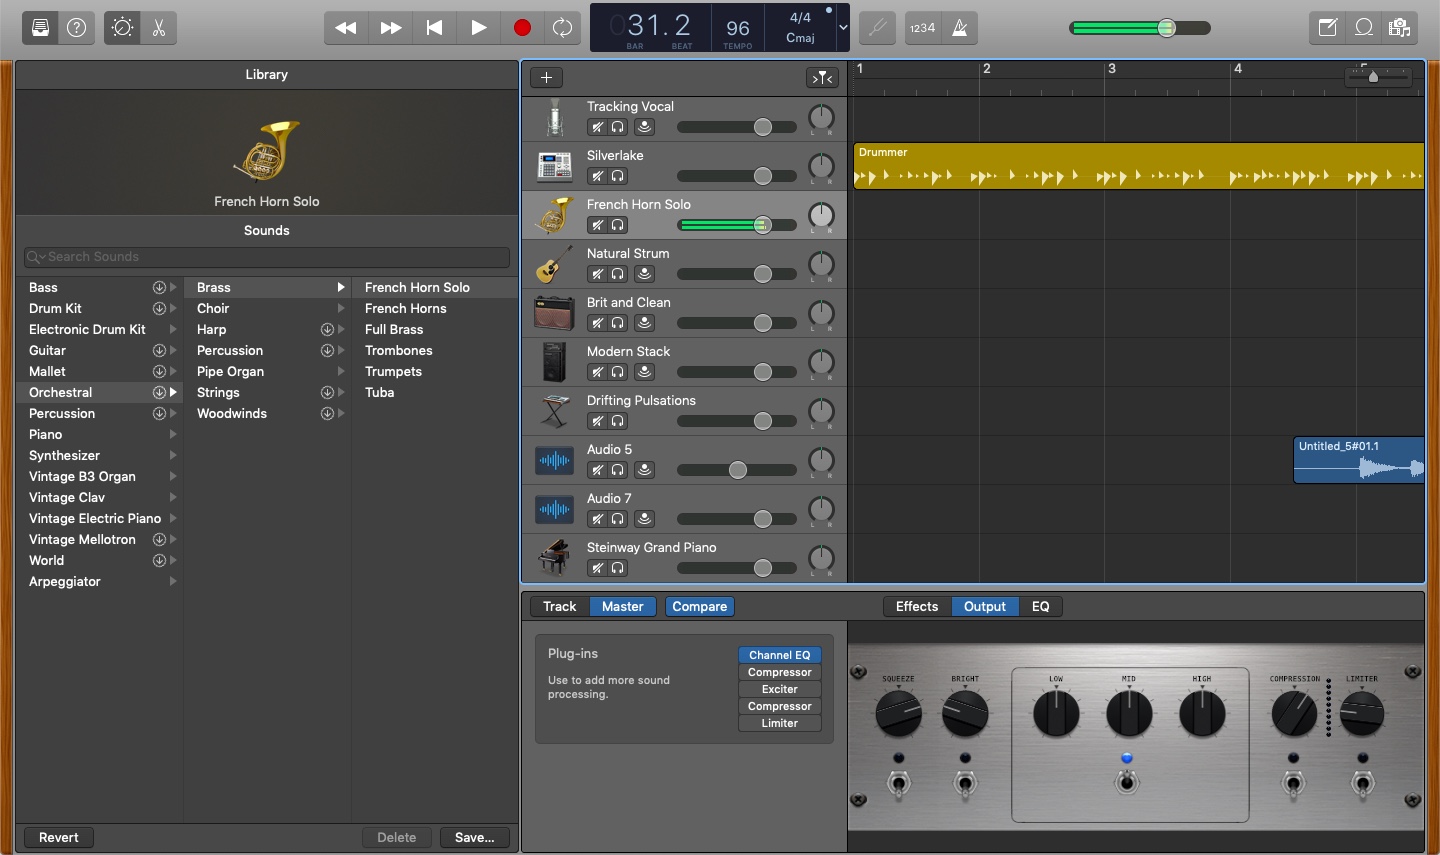 031.2
BAR BEAT
96
TEMPO
4/4
Cmaj
1234
Library
French Horn Solo
Sounds
Search Sounds
Bass
Drum Kit
Electronic Drum Kit
Guitar
Mallet
Orchestral
Percussion
Piano
Synthesizer
Vintage B3 Organ
Vintage Clav
Vintage Electric Piano
Vintage Mellotron
World
Arpeggiator
Brass
Choir
Harp
Percussion
Pipe Organ
Strings
Woodwinds
French Horn Solo
French Horns
Full Brass
Trombones
Trumpets
Tuba
Revert
Delete
Save...
1 2 3 4 5
Tracking Vocal
L R
Silverlake
L R
French Horn Solo
L R
Natural Strum
L R
Brit and Clean
L R
Modern Stack
L R
Drifting Pulsations
L R
Audio 5
L R
Audio 7
L R
Steinway Grand Piano
L R
Drummer
Untitled_5#01.1
Track Master Compare
Effects Output EQ
Plug-ins
Use to add more sound
processing.
Channel EQ
Compressor
Exciter
Compressor
Limiter
SQUEEZE BRIGHT LOW MID HIGH COMPRESSION LIMITER